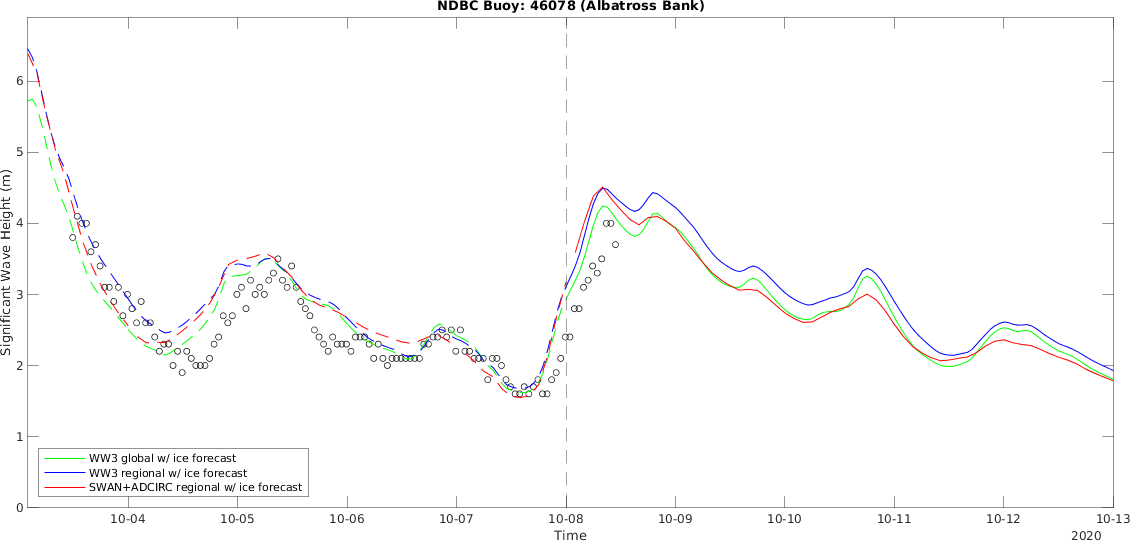 NDBC Buoy: 46078 (Albatross Bank)
Significant Wave Height (m)
6
5
4
3
2
1
0
WW3 global w/ ice forecast
WW3 regional w/ ice forecast
SWAN+ADCIRC regional w/ ice forecast
10-04 10-05 10-06 10-07 10-08 10-09 10-10 10-11 10-12 10-13
Time
2020